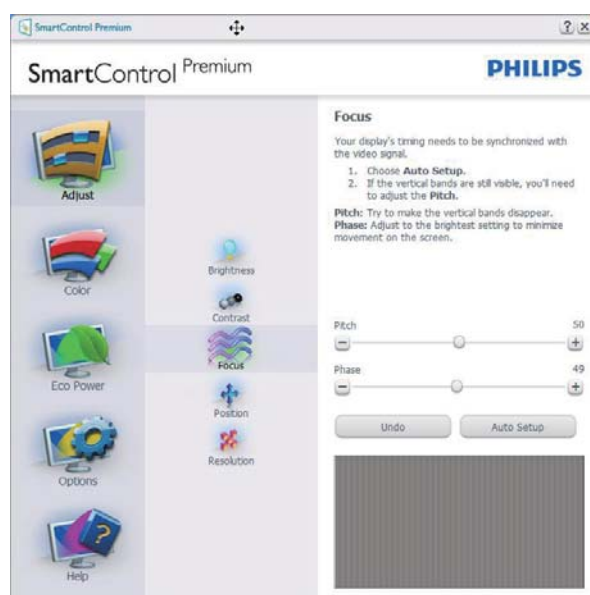 SmartControl Premium
? x
SmartControl Premium
PHILIPS
Adjust
Color
Eco Power
Options
Help
Brightness
Contrast
Focus
Position
Resolution
Focus
Your display's timing needs to be synchronized with
the video signal.
1. Choose Auto Setup.
2. If the vertical bands are still visible, you'll need
to adjust the Pitch.
Pitch: Try to make the vertical bands disappear.
Phase: Adjust to the brightest setting to minimize
movement on the screen.
Pitch 50
Phase 49
Undo Auto Setup